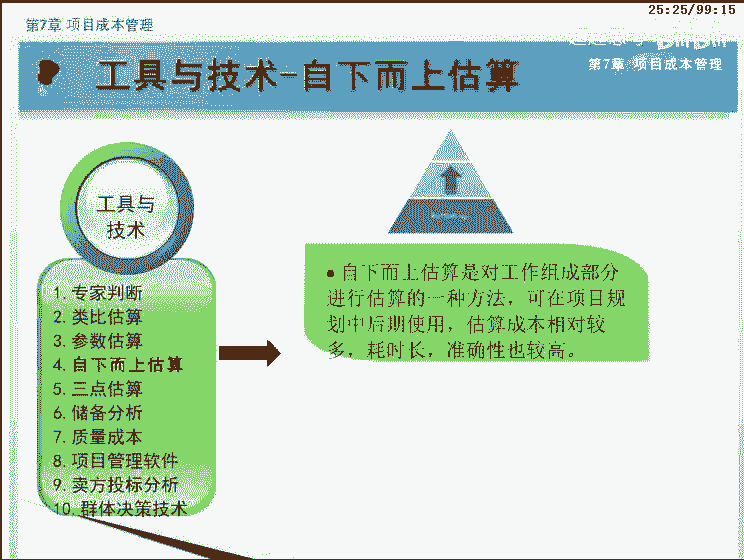 25:25/99:15
第7章 项目成本管理
工具与技术-自下而上估算
第7章 项目成本管理
工具与
技术
1.专家判断
2.类比估算
3.参数估算
4.自下而上估算
5.三点估算
6.储备分析
7.质量成本
8.项目管理软件
9.卖方投标分析
10.群体决策技术
●自下而上估算是对工作组成部分
进行估算的一种方法，可在项目规
划中后期使用，估算成本相对较
多，耗时长，准确性也较高。